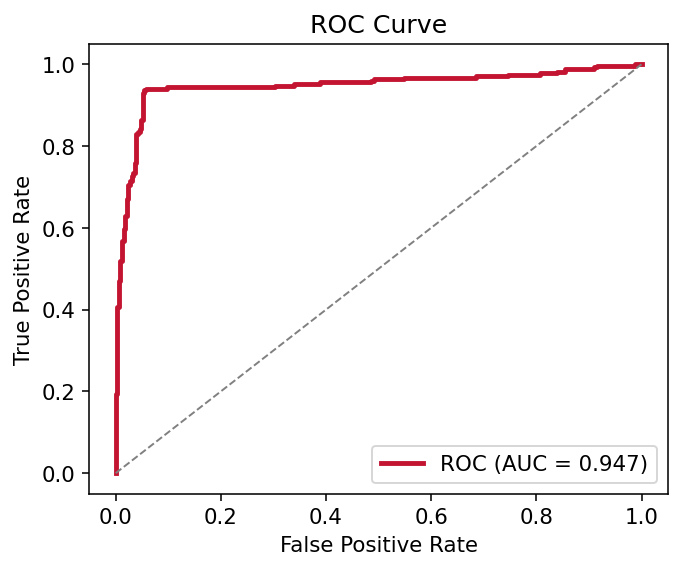 ROC Curve
True Positive Rate
1.0
0.8
0.6
0.4
0.2
0.0
ROC (AUC = 0.947)
0.0 0.2 0.4 0.6 0.8 1.0
False Positive Rate